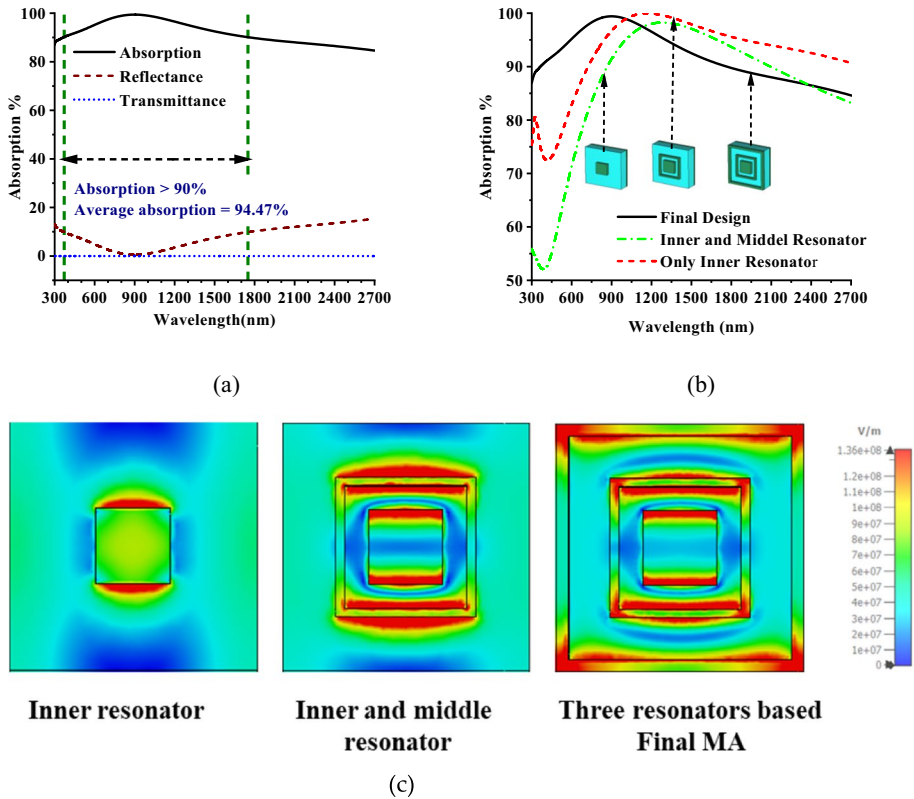 100
80
60
40
20
0
Absorption %
Absorption
Reflectance
Transmittance
Absorption > 90%
Average absorption = 94.47%
300 600 900 1200 1500 1800 2100 2400 2700
Wavelength(nm)
(a)
100
90
80
70
60
50
Absorption %
Final Design
Inner and Middel Resonator
Only Inner Resonator
300 600 900 1200 1500 1800 2100 2400 2700
Wavelength (nm)
(b)
V/m
1.36e+08
1.2e+08
1.1e+08
9e+07
8e+07
7e+07
6e+07
5e+07
4e+07
3e+07
2e+07
1e+07
0
Inner resonator
Inner and middle
resonator
Three resonators based
Final MA
(c)